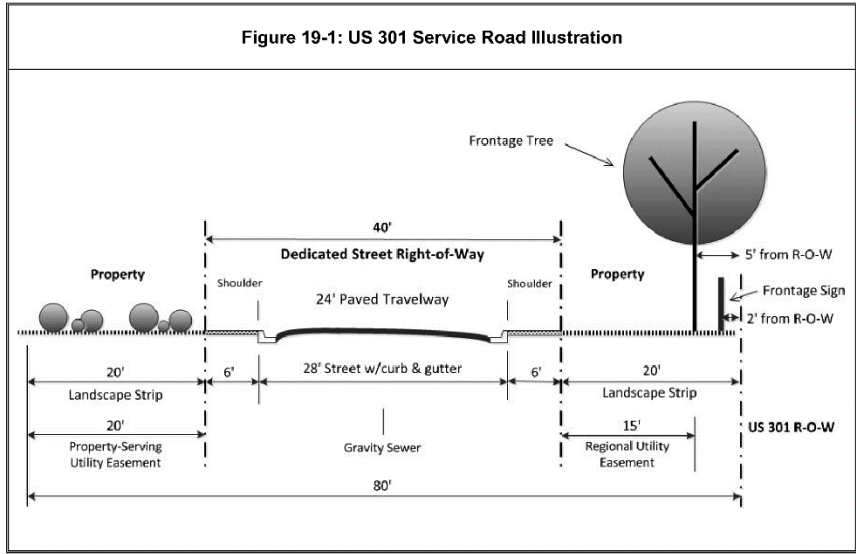 Figure 19-1: US 301 Service Road Illustration
Frontage Tree
40'
Dedicated Street Right-of-Way
5' from R-O-W
Property
Shoulder
24' Paved Travelway
Shoulder
Property
Frontage Sign
2' from R-O-W
20'
Landscape Strip
6'
28' Street w/curb & gutter
6'
20'
Landscape Strip
20'
Property-Serving
Utility Easement
Gravity Sewer
15'
Regional Utility
Easement
US 301 R-O-W
80'